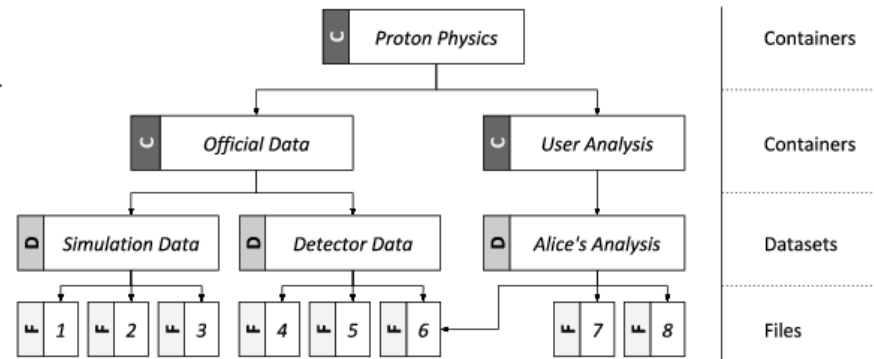 C Proton Physics Containers
C Official Data C User Analysis Containers
D Simulation Data D Detector Data D Alice's Analysis Datasets
F 1 F 2 F 3 F 4 F 5 F 6 F 7 F 8 Files